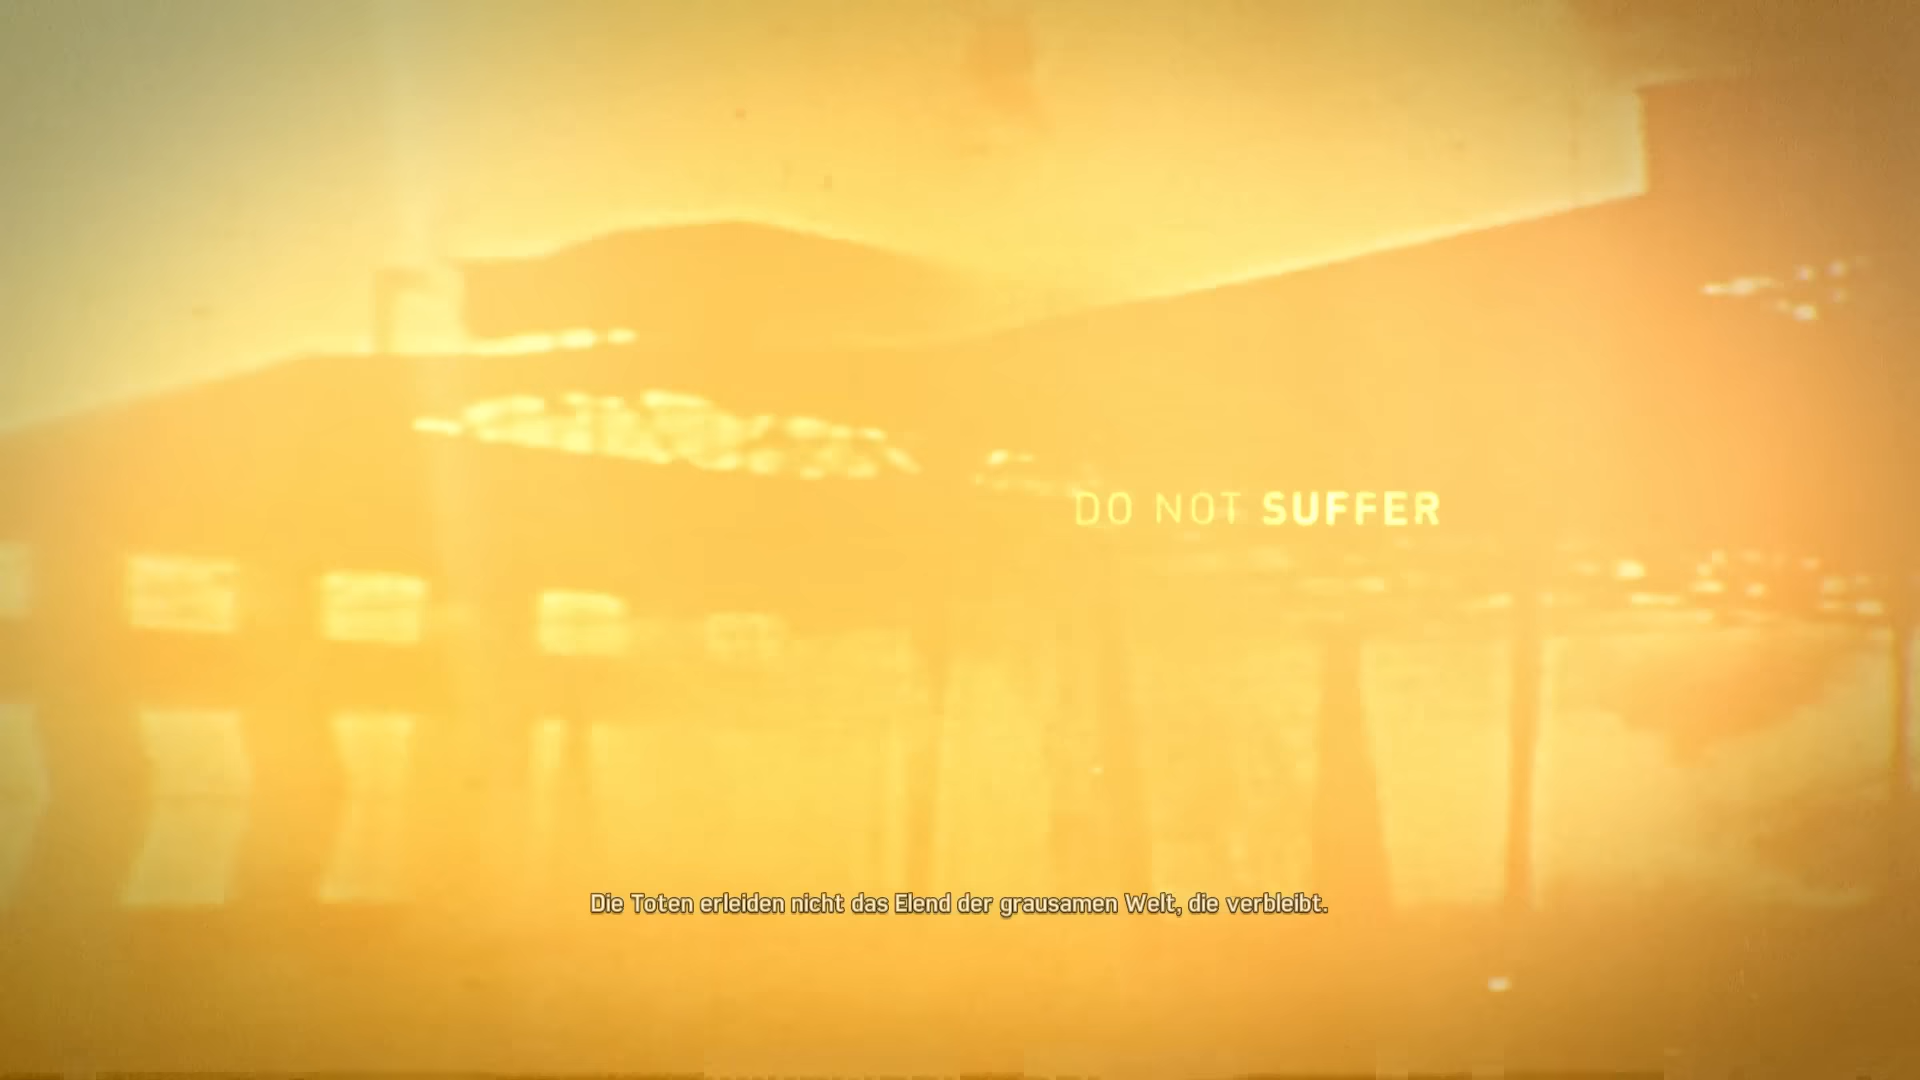 DO NOT SUFFER
Die Toten erleiden nicht das Elend der grausamen Welt, die verbleibt.